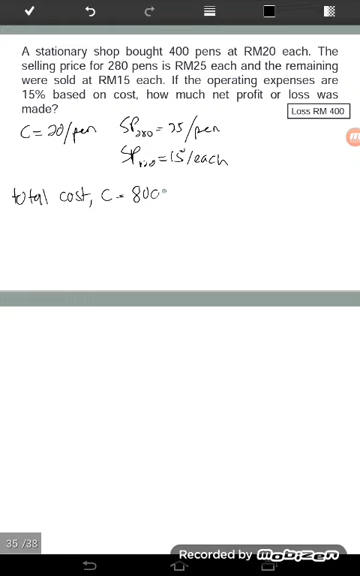 A stationary shop bought 400 pens at RM20 each. The
selling price for 280 pens is RM25 each and the remaining
were sold at RM15 each. If the operating expenses are
15% based on cost, how much net profit or loss was
made?
Loss RM 400
C = 20/pen SP280 = 25/pen
SP120 = 15/each
total cost, C = 800
35 /38
Recorded by mobizen